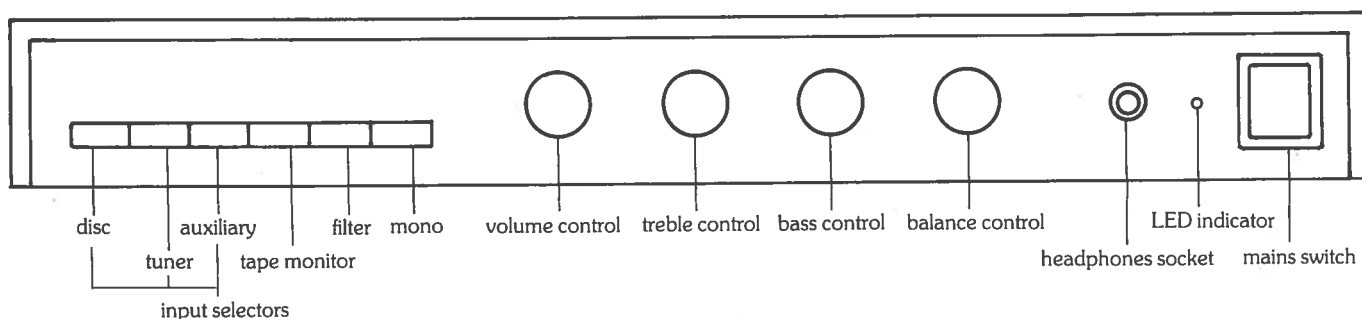 disc
auxiliary
filter
mono
volume control
treble control
bass control
balance control
LED indicator
tuner
tape monitor
headphones socket
mains switch
input selectors